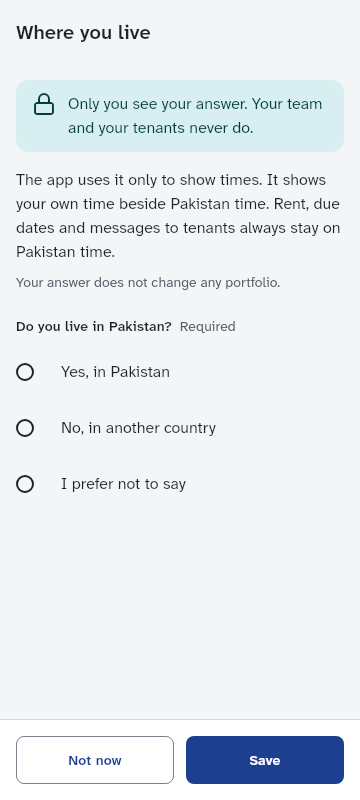 Where you live
Only you see your answer. Your team
and your tenants never do.
The app uses it only to show times. It shows
your own time beside Pakistan time. Rent, due
dates and messages to tenants always stay on
Pakistan time.
Your answer does not change any portfolio.
Do you live in Pakistan? Required
Yes, in Pakistan
No, in another country
I prefer not to say
Not now
Save